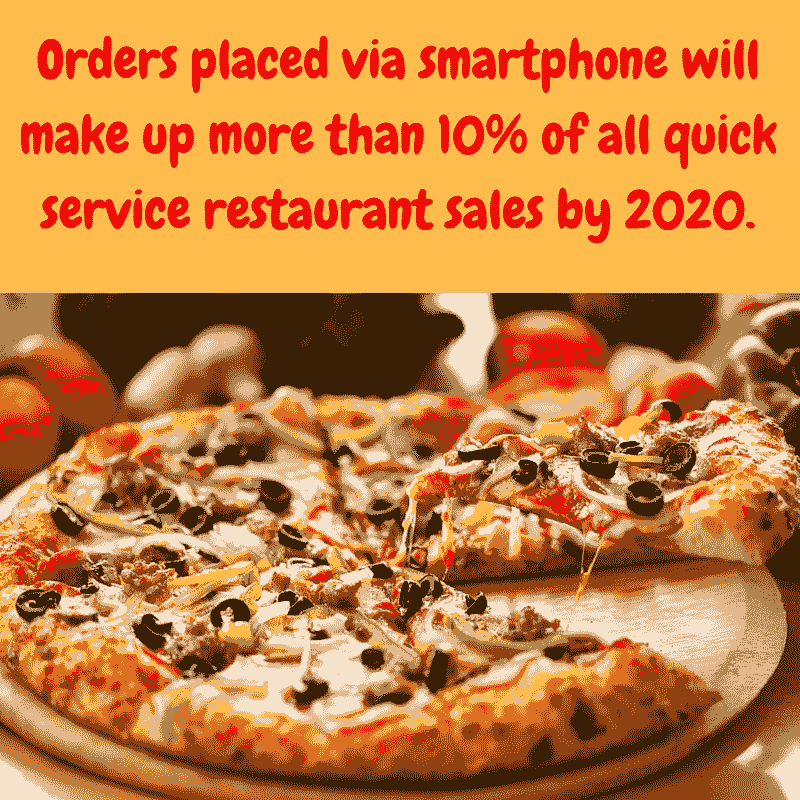 Orders placed via smartphone will
make up more than 10% of all quick
service restaurant sales by 2020.